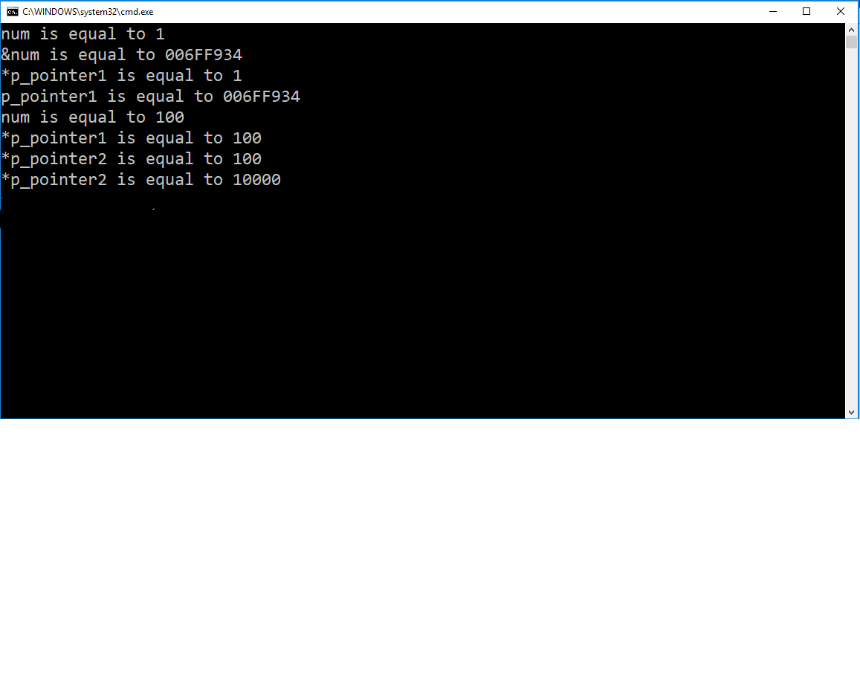 C:\WINDOWS\system32\cmd.exe
num is equal to 1
&num is equal to 006FF934
*p_pointer1 is equal to 1
p_pointer1 is equal to 006FF934
num is equal to 100
*p_pointer1 is equal to 100
*p_pointer2 is equal to 100
*p_pointer2 is equal to 10000